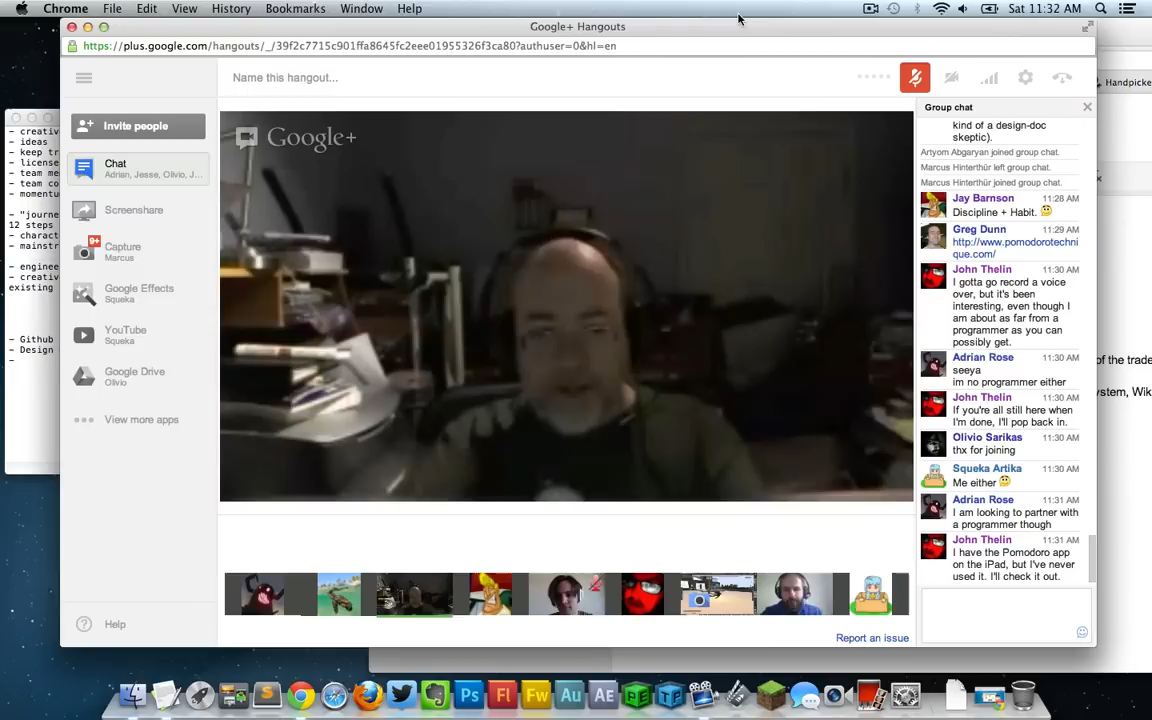 Chrome File Edit View History Bookmarks Window Help Sat 11:32 AM
Google+ Hangouts
https://plus.google.com/hangouts/_/39f2c7715c901ffa8645fc2eee01955326f3ca80?authuser=0&hl=en
Name this hangout...
Handpicke
Invite people
Chat
Adrian, Jesse, Olivio, J...
Screenshare
9+
Capture
Marcus
Google Effects
Squeka
YouTube
Squeka
Google Drive
Olivio
View more apps
Help
- creativ
- ideas
- keep tr
- license
- team me
- team co
- momentu
- "journe
12 steps
- charact
- mainstr
- enginee
- creativ
existing
- Github
- Design
-
Google+
Group chat
kind of a design-doc
skeptic).
Artyom Abgaryan joined group chat.
Marcus Hinterthür left group chat.
Marcus Hinterthür joined group chat.
Jay Barnson 11:28 AM
Discipline + Habit.
Greg Dunn 11:29 AM
http://www.pomodorotechni
que.com/
John Thelin 11:30 AM
I gotta go record a voice
over, but it's been
interesting, even though I
am about as far from a
programmer as you can
possibly get.
Adrian Rose 11:30 AM
seeya
im no programmer either
John Thelin 11:30 AM
If you're all still here when
I'm done, I'll pop back in.
Olivio Sarikas 11:30 AM
thx for joining
Squeka Artika 11:30 AM
Me either
Adrian Rose 11:31 AM
I am looking to partner with
a programmer though
John Thelin 11:31 AM
I have the Pomodoro app
on the iPad, but I've never
used it. I'll check it out.
of the trade
ystem, Wik
Report an issue
Ps Fl Fw Au Ae